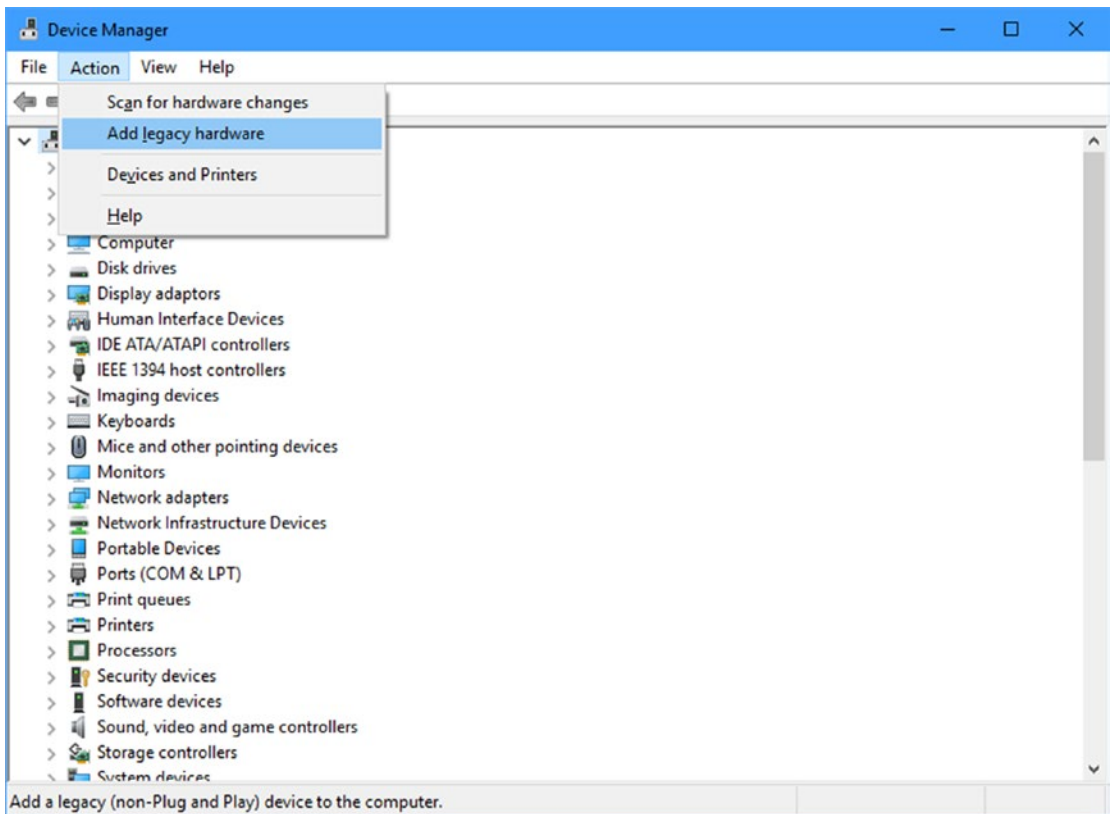 Device Manager
File Action View Help
Scan for hardware changes
Add legacy hardware
Devices and Printers
Help
Computer
Disk drives
Display adaptors
Human Interface Devices
IDE ATA/ATAPI controllers
IEEE 1394 host controllers
Imaging devices
Keyboards
Mice and other pointing devices
Monitors
Network adapters
Network Infrastructure Devices
Portable Devices
Ports (COM & LPT)
Print queues
Printers
Processors
Security devices
Software devices
Sound, video and game controllers
Storage controllers
System devices
Add a legacy (non-Plug and Play) device to the computer.